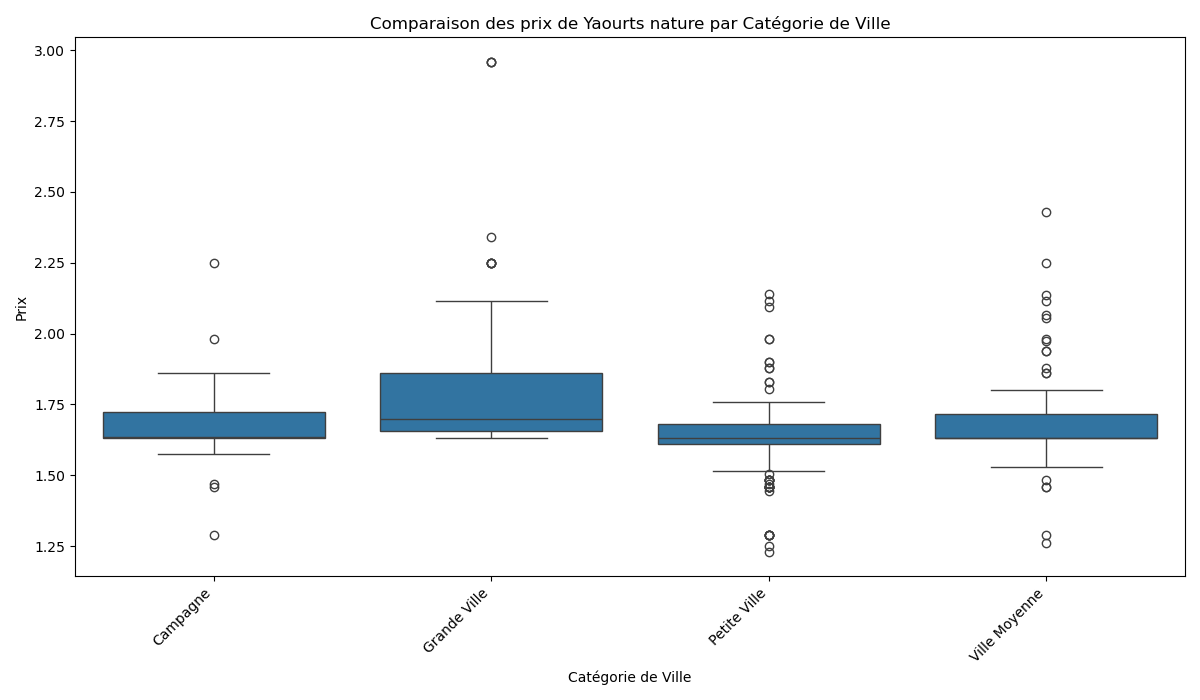 Comparaison des prix de Yaourts nature par Catégorie de Ville
3.00
2.75
2.50
2.25
2.00
1.75
1.50
1.25
Prix
Campagne
Grande Ville
Petite Ville
Ville Moyenne
Catégorie de Ville